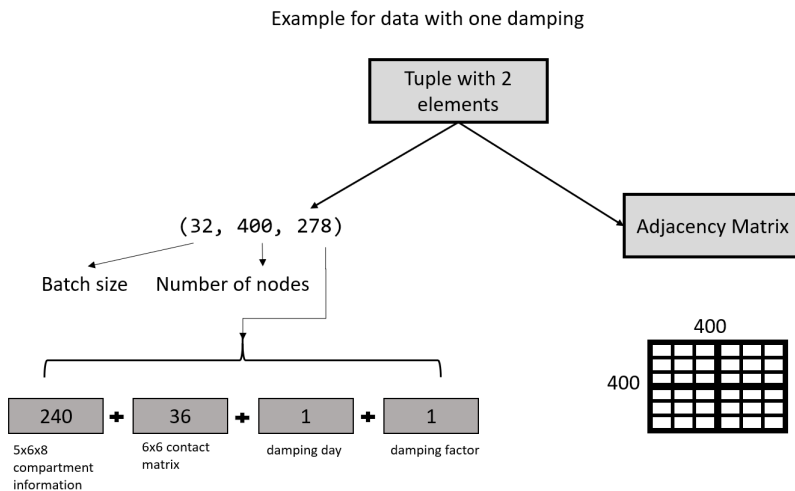 Example for data with one damping
Tuple with 2
elements
(32, 400, 278)
Adjacency Matrix
Batch size
Number of nodes
400
400
240 + 36 + 1 + 1
5x6x8
compartment
information
6x6 contact
matrix
damping day
damping factor